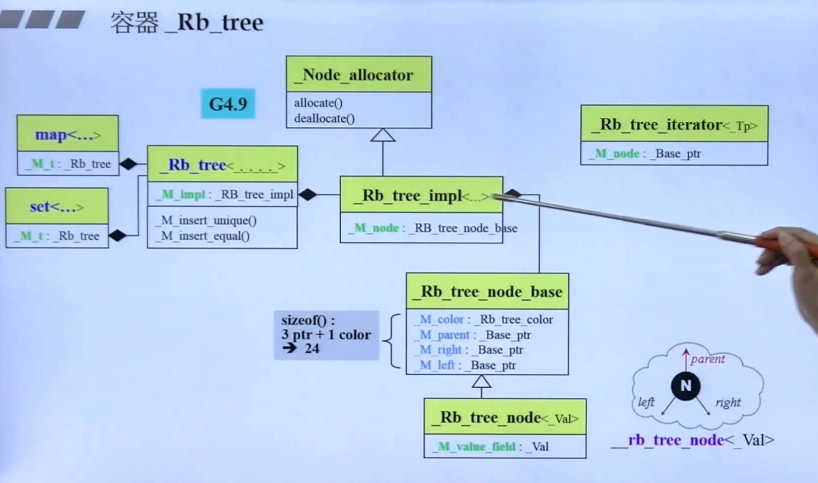 容器 _Rb_tree
_Node_allocator
allocate()
deallocate()
G4.9
_Rb_tree_iterator<_Tp>
_M_node : _Base_ptr
map<...>
_M_t : _Rb_tree
set<...>
_M_t : _Rb_tree
_Rb_tree<_,_,_,_,_>
_M_impl : _RB_tree_impl
_M_insert_unique()
_M_insert_equal()
_Rb_tree_impl<...>
_M_node : _RB_tree_node_base
_Rb_tree_node_base
_M_color : _Rb_tree_color
_M_parent : _Base_ptr
_M_right : _Base_ptr
_M_left : _Base_ptr
sizeof() :
3 ptr + 1 color
➔ 24
_Rb_tree_node<_Val>
_M_value_field : _Val
parent
N
left
right
__rb_tree_node<_Val>